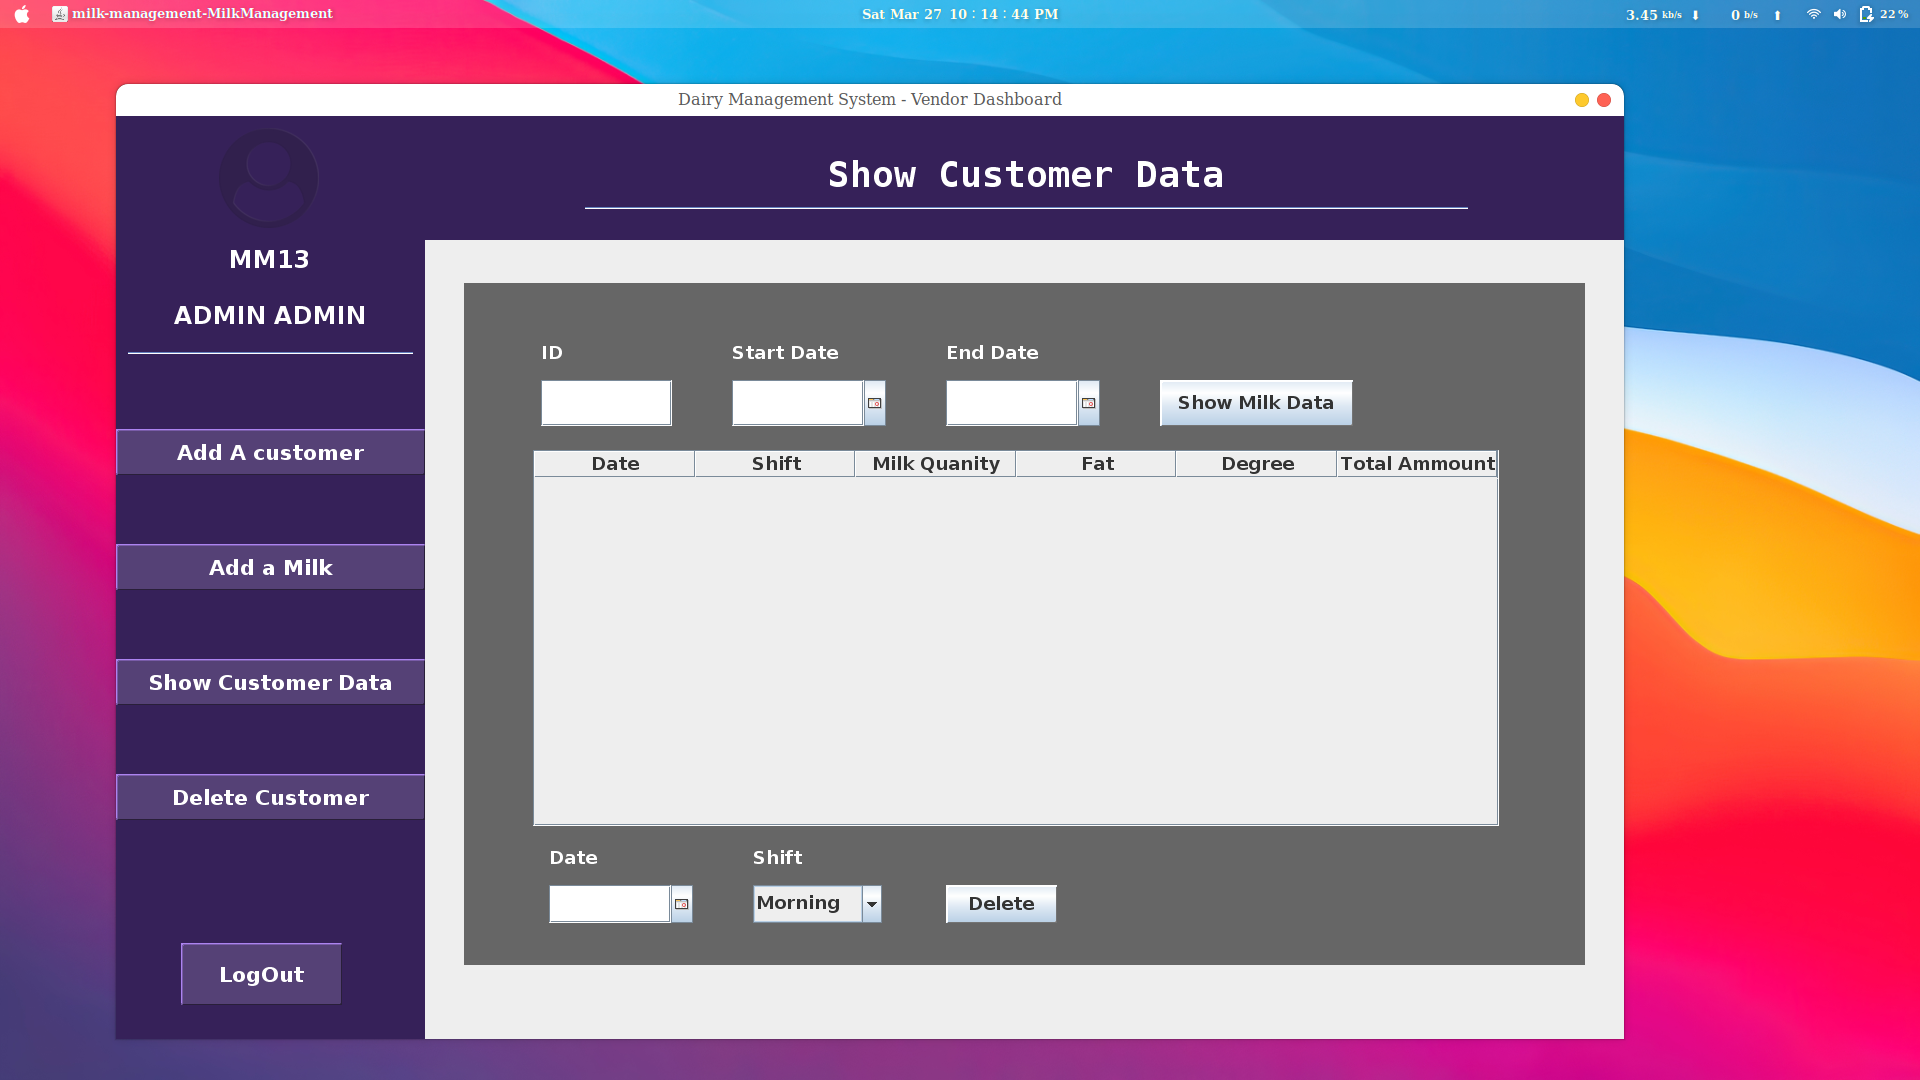 milk-management-MilkManagement
Sat Mar 27 10 : 14 : 44 PM
3.45 kb/s
0 b/s
22 %
Dairy Management System - Vendor Dashboard
MM13
ADMIN ADMIN
Add A customer
Add a Milk
Show Customer Data
Delete Customer
LogOut
Show Customer Data
ID
Start Date
End Date
Show Milk Data
Date Shift Milk Quanity Fat Degree Total Ammount
Date
Shift
Morning
Delete